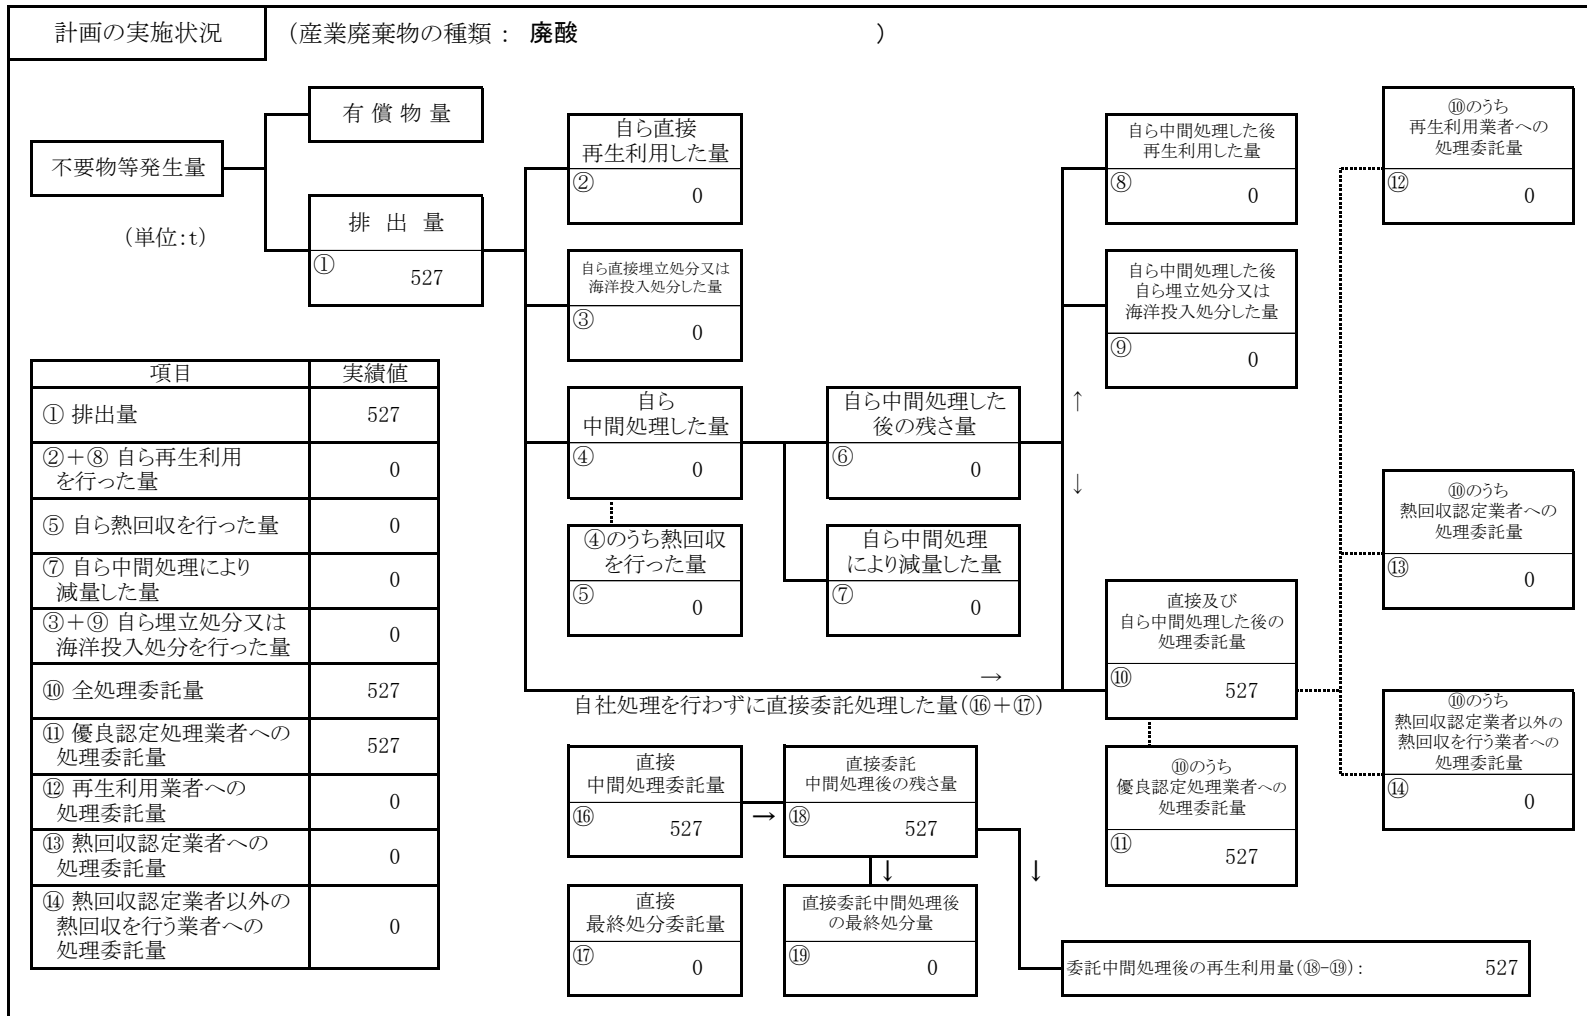 計画の実施状況
（産業廃棄物の種類： 廃酸 ）
不要物等発生量
（単位:t）
有償物量
排出量
①
527
自ら直接
再生利用した量
②
0
自ら直接埋立処分又は
海洋投入処分した量
③
0
自ら
中間処理した量
④
0
④のうち熱回収
を行った量
⑤
0
自ら中間処理した
後の残さ量
⑥
0
自ら中間処理
により減量した量
⑦
0
自ら中間処理した後
再生利用した量
⑧
0
自ら中間処理した後
自ら埋立処分又は
海洋投入処分した量
⑨
0
↑
↓
直接及び
自ら中間処理した後の
処理委託量
⑩
527
→
自社処理を行わずに直接委託処理した量（⑯＋⑰）
⑩のうち
優良認定処理業者への
処理委託量
⑪
527
⑩のうち
再生利用業者への
処理委託量
⑫
0
⑩のうち
熱回収認定業者への
処理委託量
⑬
0
⑩のうち
熱回収認定業者以外の
熱回収を行う業者への
処理委託量
⑭
0
直接
中間処理委託量
⑯
527
→
直接委託
中間処理後の残さ量
⑱
527
↓
↓
直接
最終処分委託量
⑰
0
直接委託中間処理後
の最終処分量
⑲
0
委託中間処理後の再生利用量（⑱-⑲）： 527
項目 実績値
① 排出量 527
②＋⑧ 自ら再生利用
を行った量 0
⑤ 自ら熱回収を行った量 0
⑦ 自ら中間処理により
減量した量 0
③＋⑨ 自ら埋立処分又は
海洋投入処分を行った量 0
⑩ 全処理委託量 527
⑪ 優良認定処理業者への
処理委託量 527
⑫ 再生利用業者への
処理委託量 0
⑬ 熱回収認定業者への
処理委託量 0
⑭ 熱回収認定業者以外の
熱回収を行う業者への
処理委託量 0